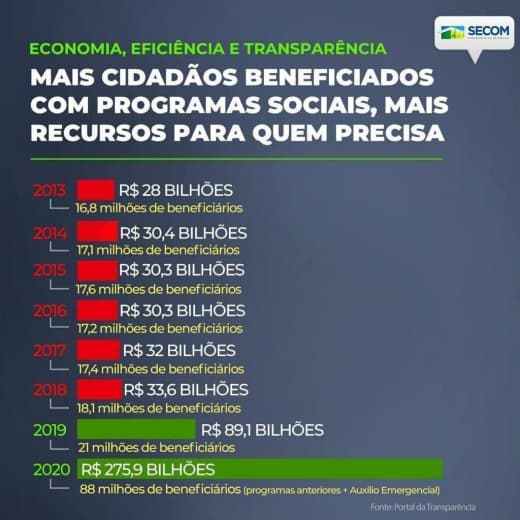 SECOM
ECONOMIA, EFICIÊNCIA E TRANSPARÊNCIA
MAIS CIDADÃOS BENEFICIADOS
COM PROGRAMAS SOCIAIS, MAIS
RECURSOS PARA QUEM PRECISA
2013 R$ 28 BILHÕES
16,8 milhões de beneficiários
2014 R$ 30,4 BILHÕES
17,1 milhões de beneficiários
2015 R$ 30,3 BILHÕES
17,6 milhões de beneficiários
2016 R$ 30,3 BILHÕES
17,2 milhões de beneficiários
2017 R$ 32 BILHÕES
17,4 milhões de beneficiários
2018 R$ 33,6 BILHÕES
18,1 milhões de beneficiários
2019 R$ 89,1 BILHÕES
21 milhões de beneficiários
2020 R$ 275,9 BILHÕES
88 milhões de beneficiários (programas anteriores + Auxílio Emergencial)
Fonte: Portal da Transparência